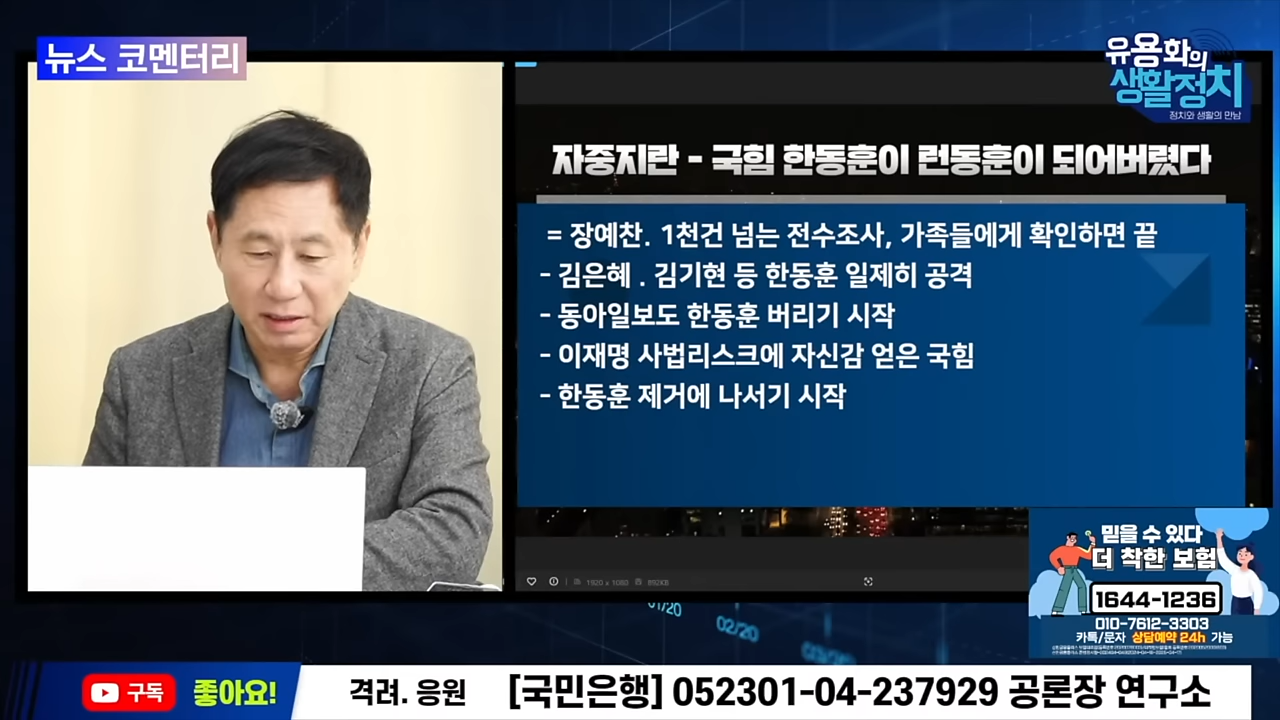 뉴스 코멘터리
유용화의
생활정치
정치와 생활의 만남
자중지란 - 국힘 한동훈이 런동훈이 되어버렸다
= 장예찬. 1천건 넘는 전수조사, 가족들에게 확인하면 끝
- 김은혜 . 김기현 등 한동훈 일제히 공격
- 동아일보도 한동훈 버리기 시작
- 이재명 사법리스크에 자신감 얻은 국힘
- 한동훈 제거에 나서기 시작
1920 x 1080 892KB
믿을 수 있다
더 착한 보험
1644-1236
010-7612-3303
카톡/문자 상담예약 24h 가능
01/20
02/20
구독 좋아요!
격려. 응원 [국민은행] 052301-04-237929 공론장 연구소